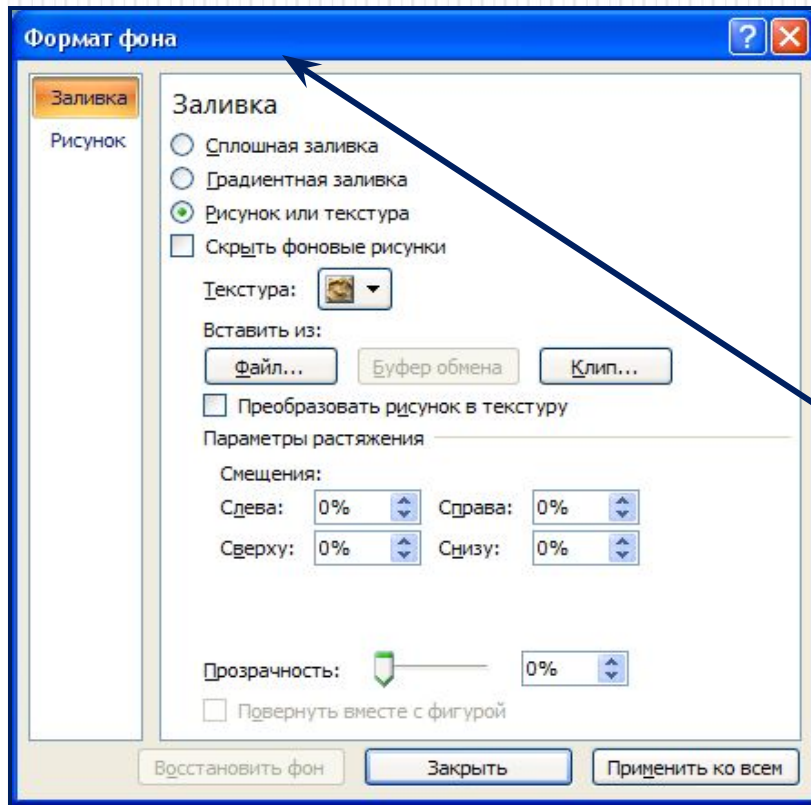 Формат фона
Заливка
Рисунок
Заливка
Сплошная заливка
Градиентная заливка
Рисунок или текстура
Скрыть фоновые рисунки
Текстура:
Вставить из:
Файл... Буфер обмена Клип...
Преобразовать рисунок в текстуру
Параметры растяжения
Смещения:
Слева: 0% Справа: 0%
Сверху: 0% Снизу: 0%
Прозрачность: 0%
Повернуть вместе с фигурой
Восстановить фон Закрыть Применить ко всем